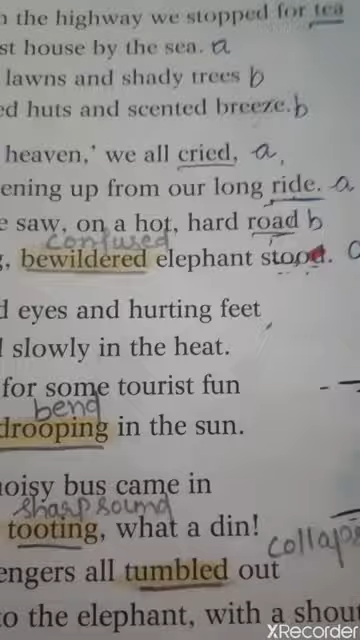 the highway we stopped for tea
st house by the sea. a
lawns and shady trees b
ed huts and scented breeze. b
heaven,' we all cried, a,
ening up from our long ride. a
e saw, on a hot, hard road b
confused
, bewildered elephant stood.
d eyes and hurting feet
slowly in the heat.
for some tourist fun
bend
drooping in the sun.
noisy bus came in
sharp sound
tooting, what a din!
collaps
engers all tumbled out
to the elephant, with a shout
XRecorder